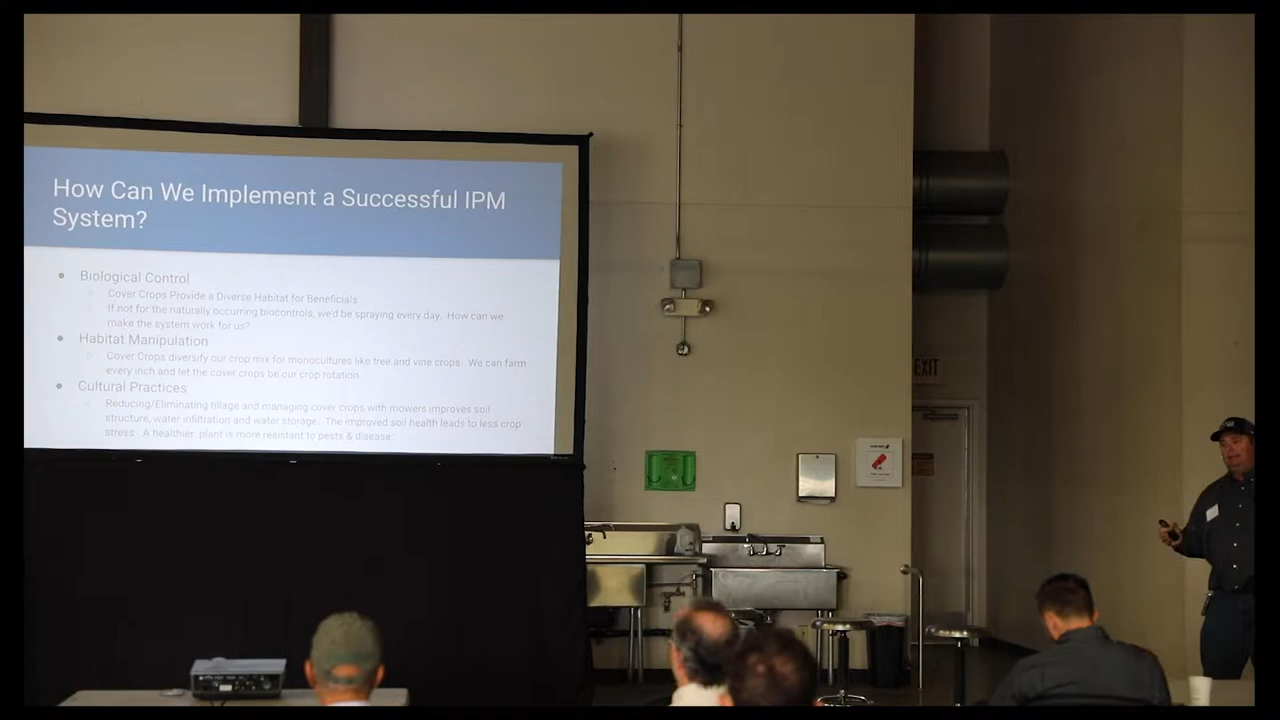 How Can We Implement a Successful IPM
System?
Biological Control
Cover Crops Provide a Diverse Habitat for Beneficials
If not for the naturally occurring biocontrols, we'd be spraying every day. How can we
make the system work for us?
Habitat Manipulation
Cover Crops diversify our crop mix for monocultures like tree and vine crops. We can farm
every inch and let the cover crops be our crop rotation.
Cultural Practices
Reducing/Eliminating tillage and managing cover crops with mowers improves soil
structure, water infiltration and water storage. The improved soil health leads to less crop
stress. A healthier plant is more resistant to pests & disease.
EXIT